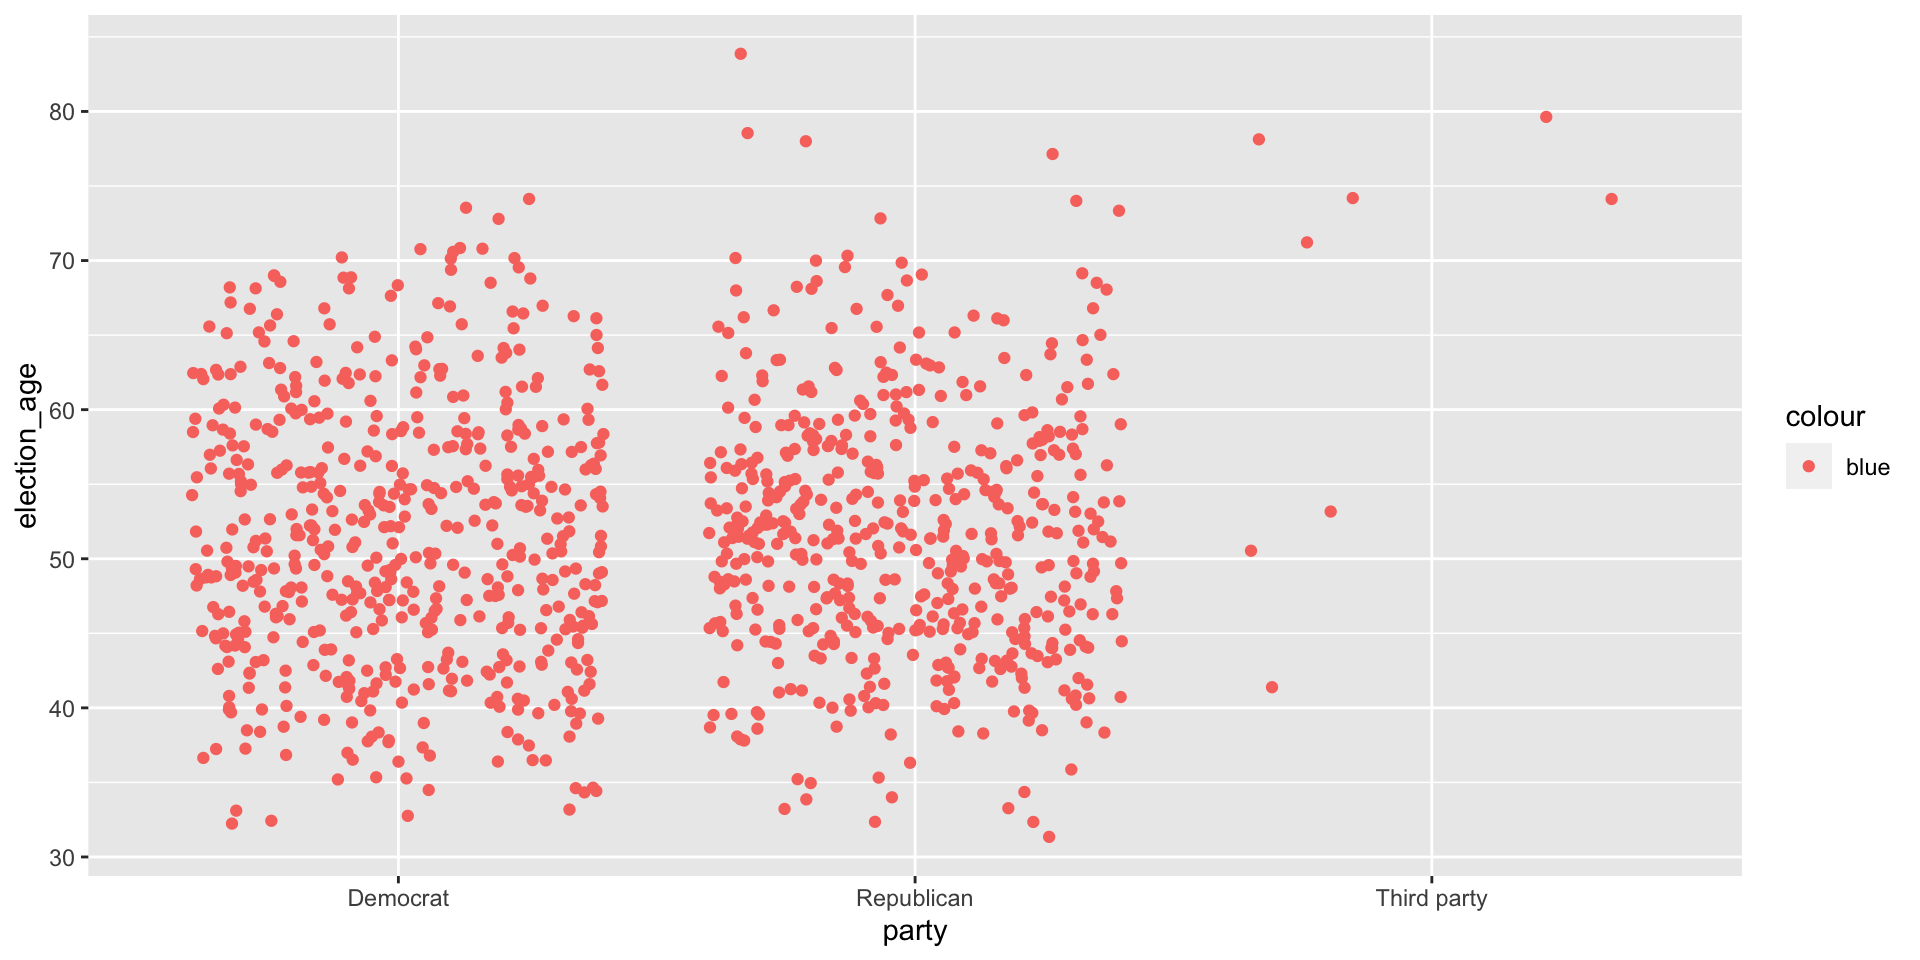 election_age
80
70
60
50
40
30
Democrat
Republican
Third party
party
colour
blue